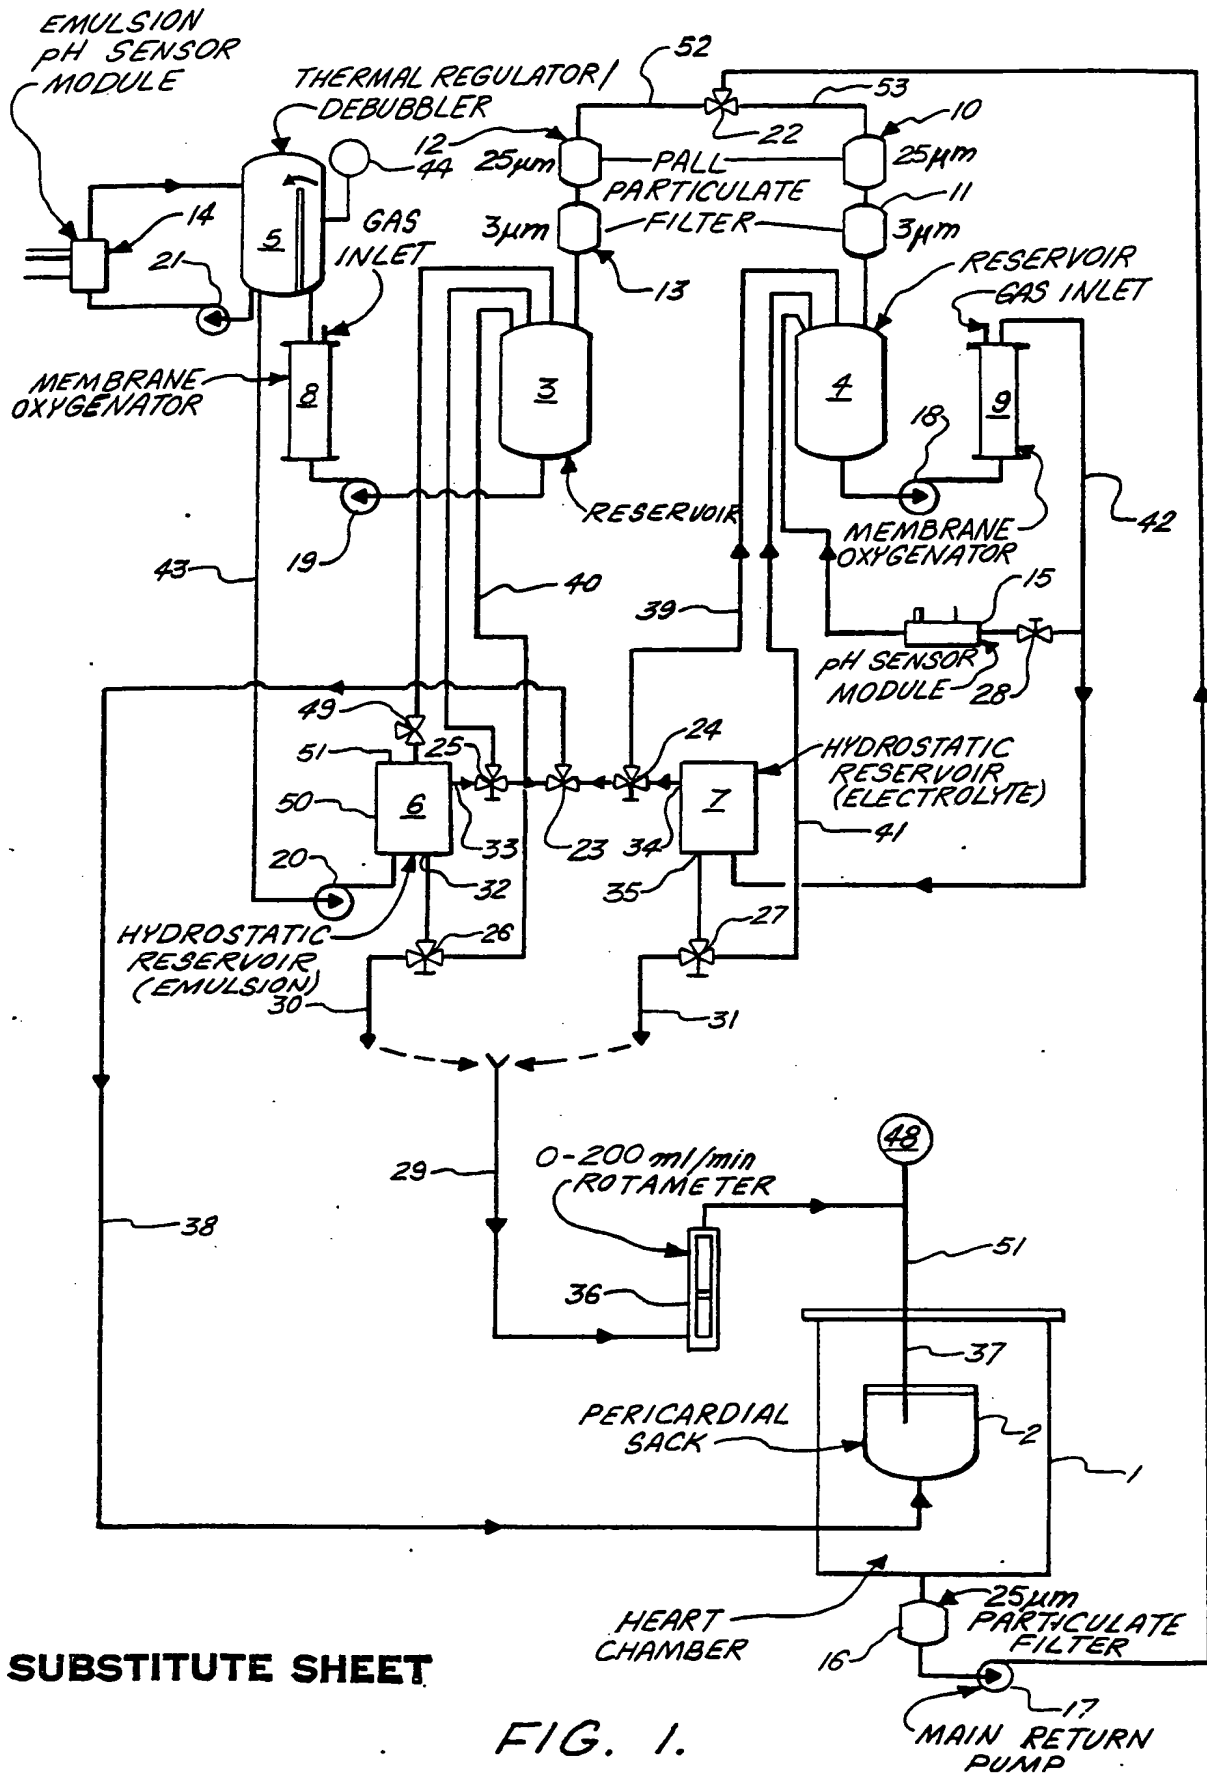 EMULSION
pH SENSOR
MODULE
THERMAL REGULATOR/
DEBUBBLER
52
53
12
22
10
44
25µm
PALL
PARTICULATE
FILTER
25µm
14
5
GAS
INLET
3µm
11
3µm
21
13
RESERVOIR
GAS INLET
MEMBRANE
OXYGENATOR
8
3
4
9
18
19
RESERVOIR
MEMBRANE
OXYGENATOR
42
43
40
39
15
pH SENSOR
MODULE
28
49
51
25
24
HYDROSTATIC
RESERVOIR
(ELECTROLYTE)
50
6
7
33
23
34
41
20
32
35
HYDROSTATIC
RESERVOIR
(EMULSION)
26
27
30
31
48
29
0-200 ml/min
ROTAMETER
38
51
36
37
PERICARDIAL
SACK
2
1
HEART
CHAMBER
25µm
PARTICULATE
FILTER
16
17
MAIN RETURN
PUMP
SUBSTITUTE SHEET
FIG. 1.